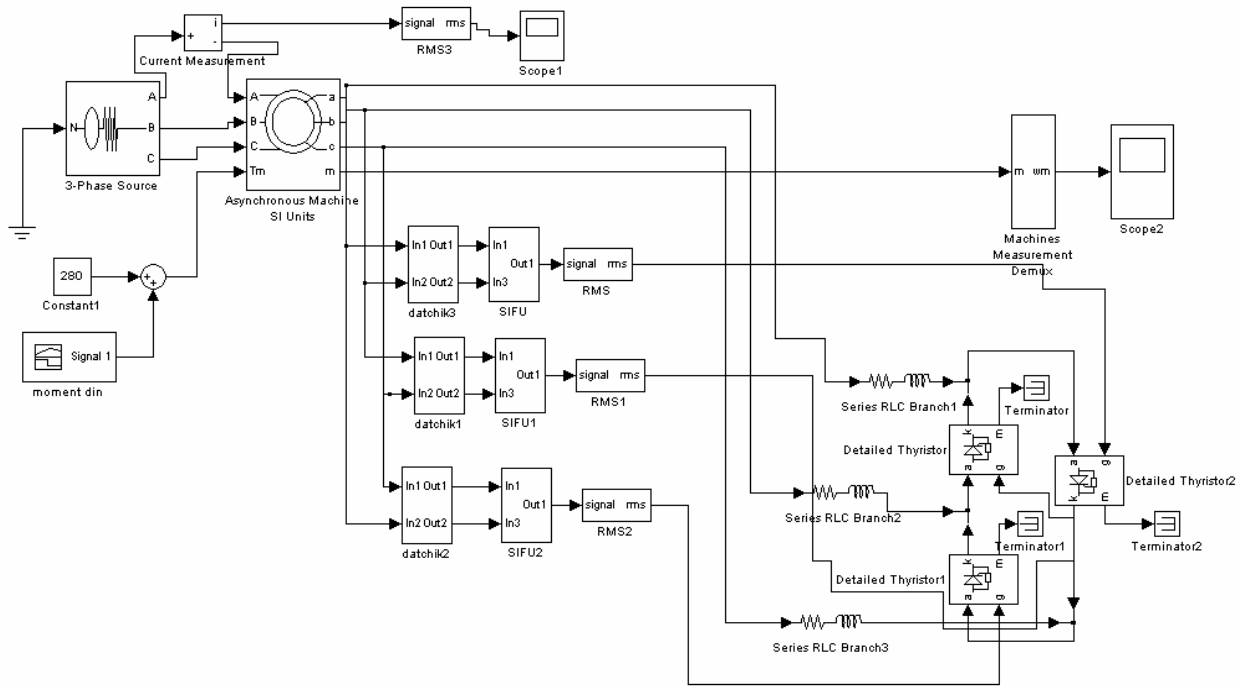 i
+
-
Current Measurement
signal rms
RMS3
Scope1
N
A
B
C
3-Phase Source
A
B
C
Tm
a
b
c
m
Asynchronous Machine
SI Units
m wm
Machines
Measurement
Demux
Scope2
280
Constant1
+
+
Signal 1
moment din
In1 Out1
In2 Out2
datchik3
In1
Out1
In3
SIFU
signal rms
RMS
In1 Out1
In2 Out2
datchik1
In1
Out1
In3
SIFU1
signal rms
RMS1
In1 Out1
In2 Out2
datchik2
In1
Out1
In3
SIFU2
signal rms
RMS2
Series RLC Branch1
Series RLC Branch2
Series RLC Branch3
Terminator
k m
Detailed Thyristor
a g
a g
Detailed Thyristor2
k m
Terminator1
Terminator2
k m
Detailed Thyristor1
a g